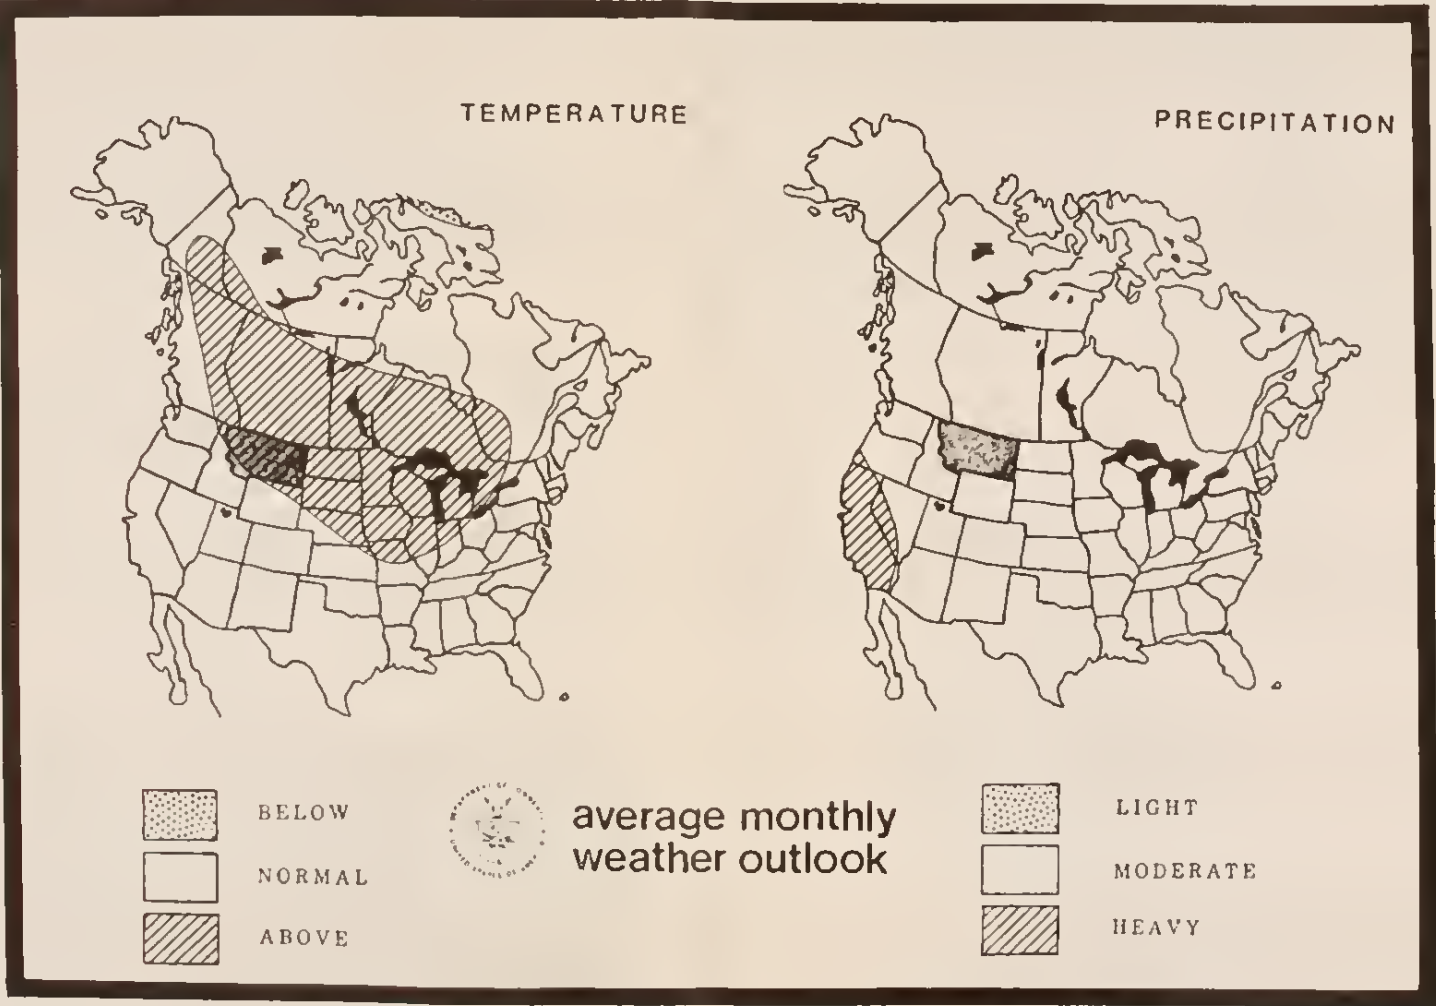 TEMPERATURE
PRECIPITATION
BELOW
NORMAL
ABOVE
average monthly
weather outlook
LIGHT
MODERATE
HEAVY